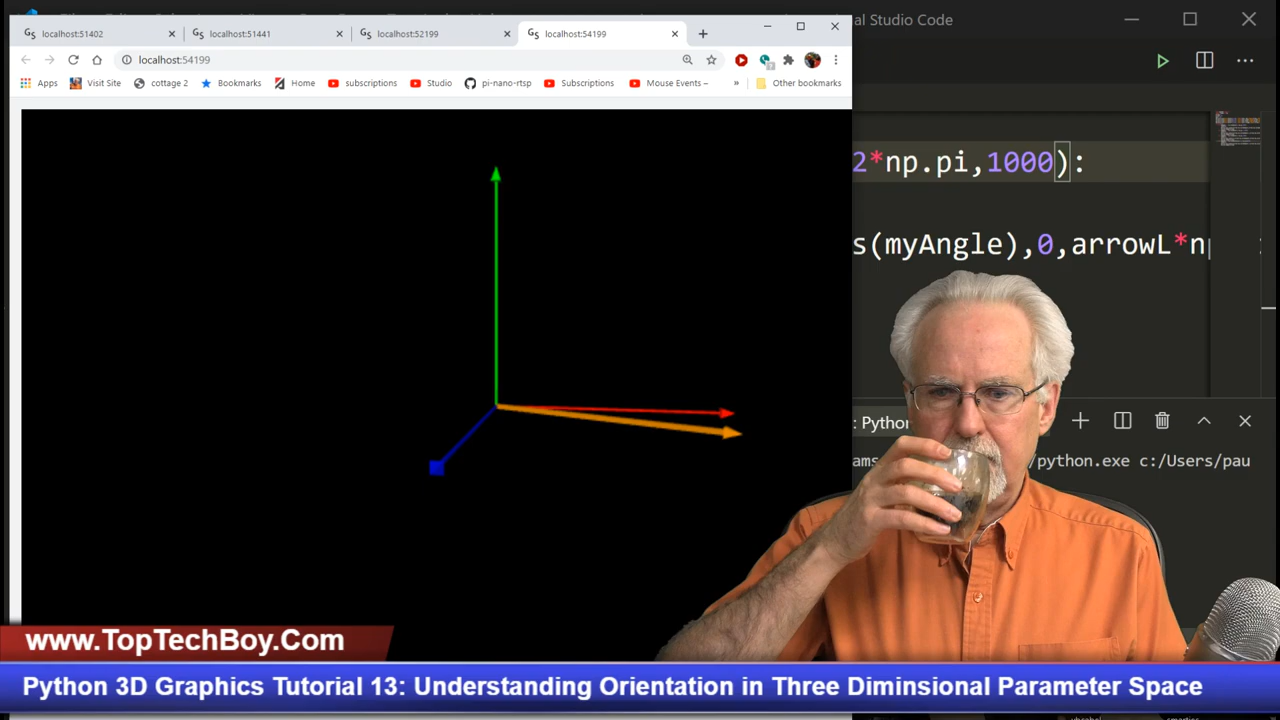 al Studio Code
localhost:51402
localhost:51441
localhost:52199
localhost:54199
localhost:54199
Apps
Visit Site
cottage 2
Bookmarks
Home
subscriptions
Studio
pi-nano-rtsp
Subscriptions
Mouse Events –
»
Other bookmarks
2*np.pi,1000):
s(myAngle),0,arrowL*n
: Python
ams
/python.exe c:/Users/pau
www.TopTechBoy.Com
Python 3D Graphics Tutorial 13: Understanding Orientation in Three Diminsional Parameter Space